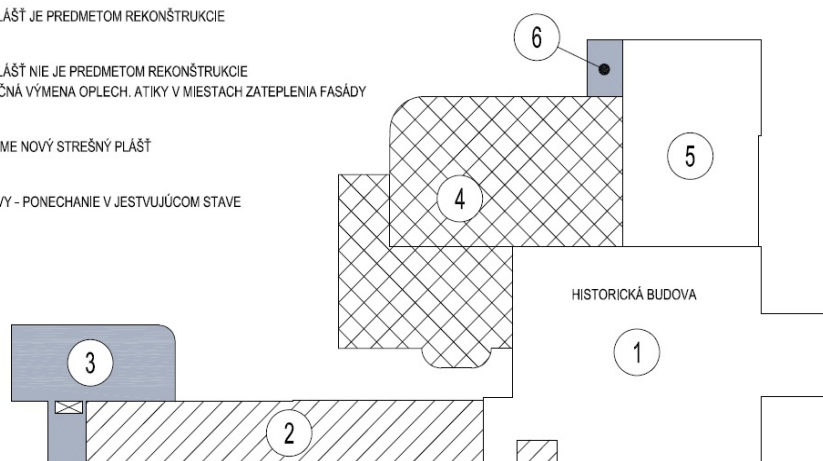 LÁŠŤ JE PREDMETOM REKONŠTRUKCIE
LÁŠŤ NIE JE PREDMETOM REKONŠTRUKCIE
ČNÁ VÝMENA OPLECH. ATIKY V MIESTACH ZATEPLENIA FASÁDY
ME NOVÝ STREŠNÝ PLÁŠŤ
VY - PONECHANIE V JESTVUJÚCOM STAVE
6
5
4
HISTORICKÁ BUDOVA
1
3
2